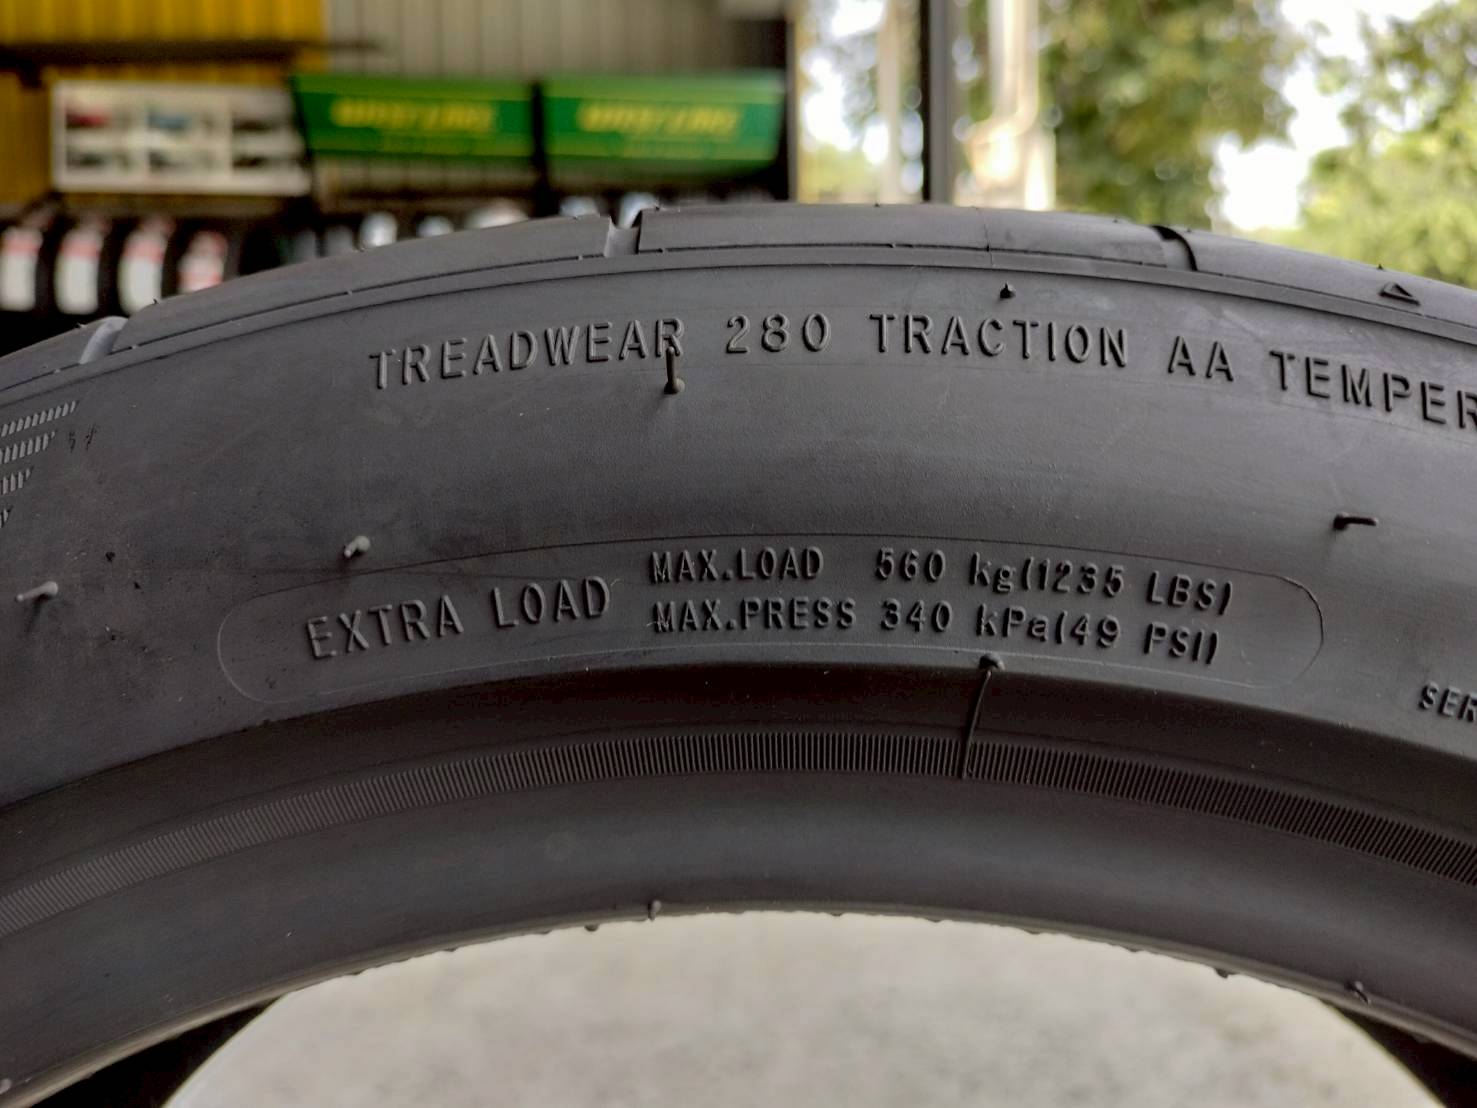 TREADWEAR 280 TRACTION AA TEMPER
EXTRA LOAD
MAX.LOAD 560 kg(1235 LBS)
MAX.PRESS 340 kPa(49 PSI)
SER